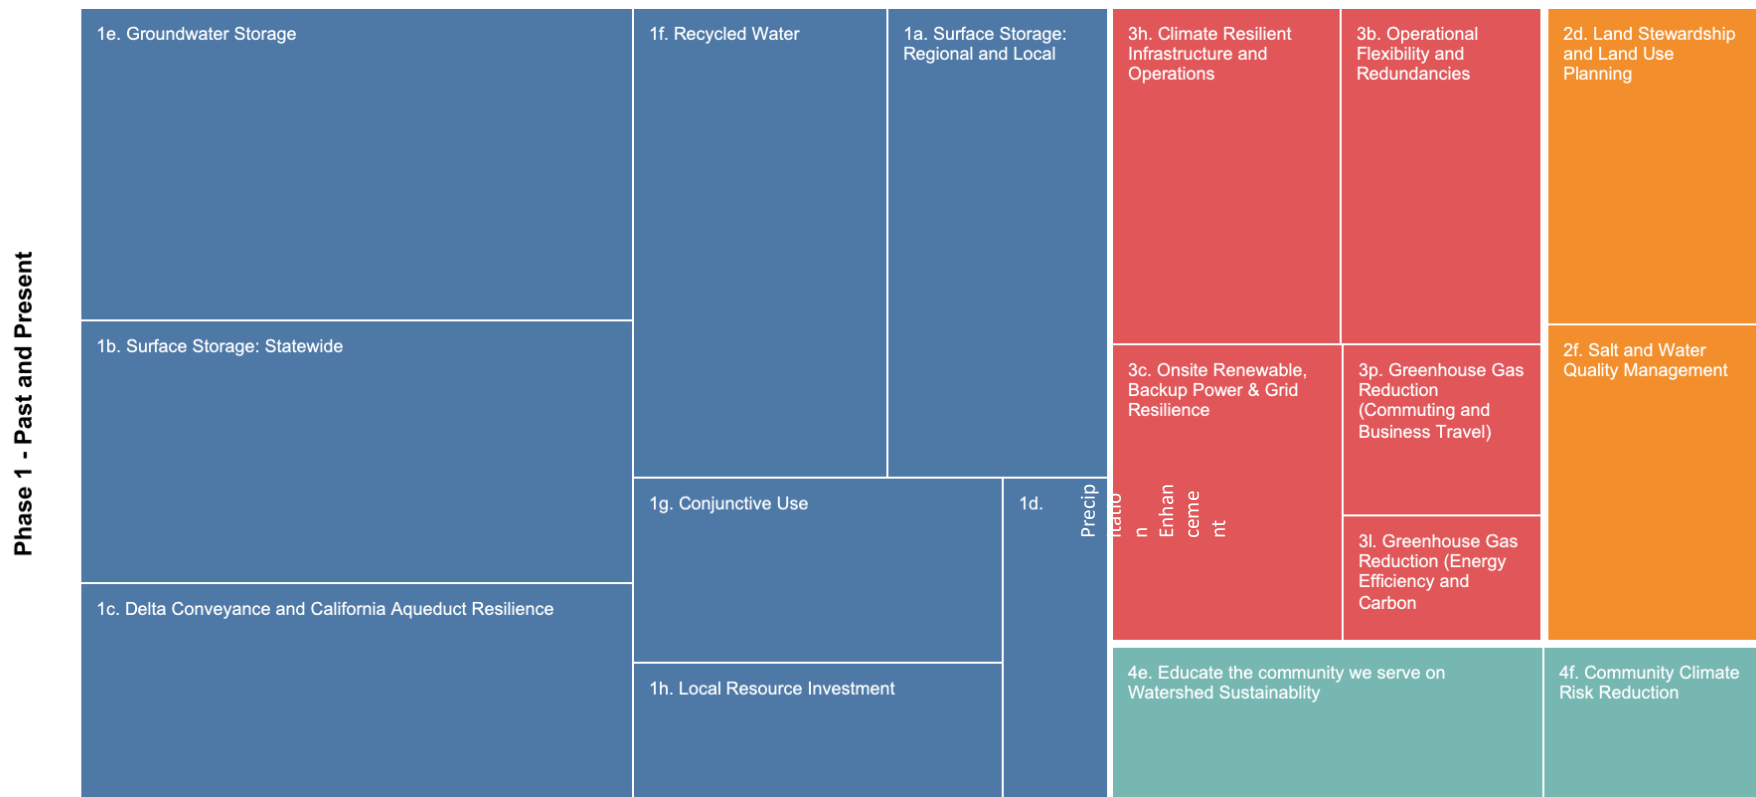 Phase 1 - Past and Present
1e. Groundwater Storage
1b. Surface Storage: Statewide
1c. Delta Conveyance and California Aqueduct Resilience
1f. Recycled Water
1a. Surface Storage:
Regional and Local
1g. Conjunctive Use
1h. Local Resource Investment
1d.
Precip
itatio
n
Enhan
ceme
nt
3h. Climate Resilient
Infrastructure and
Operations
3b. Operational
Flexibility and
Redundancies
3c. Onsite Renewable,
Backup Power & Grid
Resilience
3p. Greenhouse Gas
Reduction
(Commuting and
Business Travel)
3l. Greenhouse Gas
Reduction (Energy
Efficiency and
Carbon
2d. Land Stewardship
and Land Use
Planning
2f. Salt and Water
Quality Management
4e. Educate the community we serve on
Watershed Sustainablity
4f. Community Climate
Risk Reduction